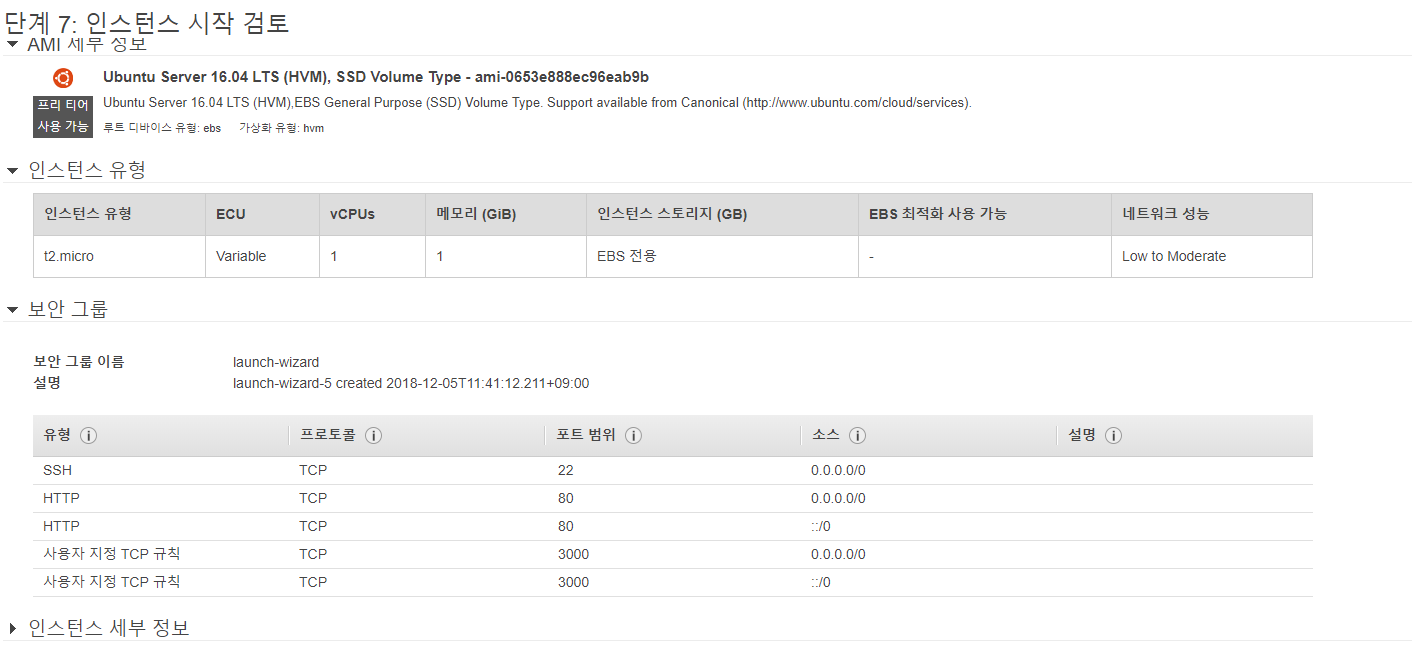 단계 7: 인스턴스 시작 검토
AMI 세부 정보
Ubuntu Server 16.04 LTS (HVM), SSD Volume Type - ami-0653e888ec96eab9b
프리 티어
사용 가능
Ubuntu Server 16.04 LTS (HVM),EBS General Purpose (SSD) Volume Type. Support available from Canonical (http://www.ubuntu.com/cloud/services).
루트 디바이스 유형: ebs 가상화 유형: hvm
인스턴스 유형
인스턴스 유형 ECU vCPUs 메모리 (GiB) 인스턴스 스토리지 (GB) EBS 최적화 사용 가능 네트워크 성능
t2.micro Variable 1 1 EBS 전용 - Low to Moderate
보안 그룹
보안 그룹 이름 launch-wizard
설명 launch-wizard-5 created 2018-12-05T11:41:12.211+09:00
유형 프로토콜 포트 범위 소스 설명
SSH TCP 22 0.0.0.0/0
HTTP TCP 80 0.0.0.0/0
HTTP TCP 80 ::/0
사용자 지정 TCP 규칙 TCP 3000 0.0.0.0/0
사용자 지정 TCP 규칙 TCP 3000 ::/0
인스턴스 세부 정보